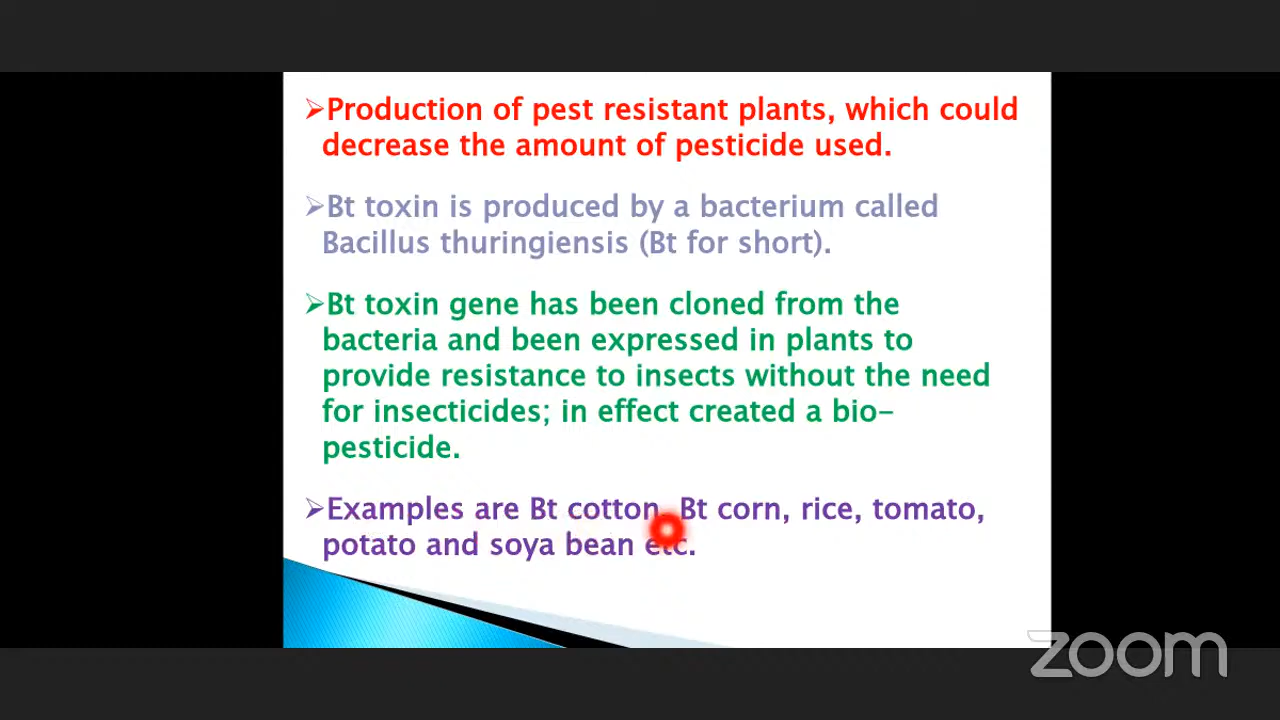 ➢Production of pest resistant plants, which could
decrease the amount of pesticide used.
➢Bt toxin is produced by a bacterium called
Bacillus thuringiensis (Bt for short).
➢Bt toxin gene has been cloned from the
bacteria and been expressed in plants to
provide resistance to insects without the need
for insecticides; in effect created a bio-
pesticide.
➢Examples are Bt cotton, Bt corn, rice, tomato,
potato and soya bean etc.
zoom